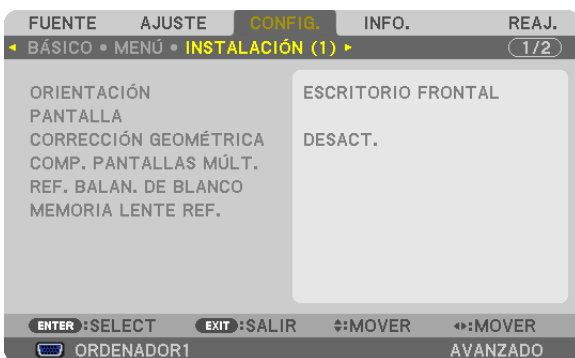 FUENTE AJUSTE CONFIG. INFO. REAJ.
BÁSICO • MENÚ • INSTALACIÓN (1) 1/2
ORIENTACIÓN ESCRITORIO FRONTAL
PANTALLA
CORRECCIÓN GEOMÉTRICA DESACT.
COMP. PANTALLAS MÚLT.
REF. BALAN. DE BLANCO
MEMORIA LENTE REF.
ENTER :SELECT EXIT :SALIR :MOVER :MOVER
ORDENADOR1 AVANZADO